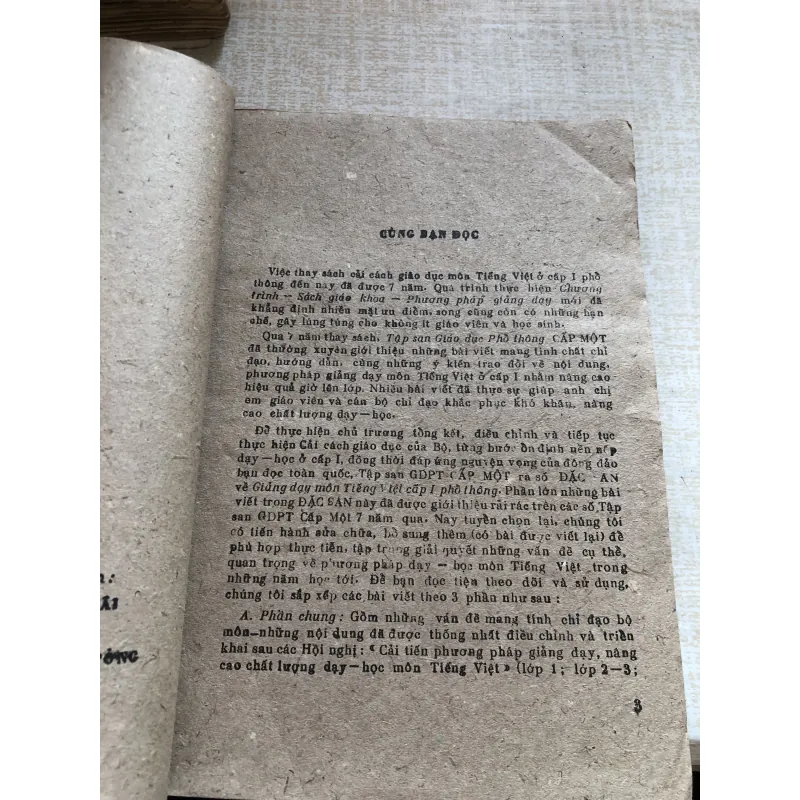 CÙNG BẠN ĐỌC
Việc thay sách cải cách giáo dục môn Tiếng Việt ở cấp I phổ
thông đến nay đã được 7 năm. Quá trình thực hiện Chương
trình — Sách giáo khoa — Phương pháp giảng dạy mới đã
khẳng định nhiều mặt ưu điểm, song cũng còn có những hạn
chế, gây lúng túng cho không ít giáo viên và học sinh.
Qua 7 năm thay sách, Tập san Giáo dục Phổ thông CẤP MỘT
đã thường xuyên giới thiệu những bài viết mang tính chất chỉ
đạo, hướng dẫn, cùng những ý kiến trao đổi về nội dung,
phương pháp giảng dạy môn Tiếng Việt ở cấp I nhằm nâng cao
hiệu quả giờ lên lớp. Nhiều bài viết đã thực sự giúp anh chị
em giáo viên và cán bộ chỉ đạo khắc phục khó khăn, nâng
cao chất lượng dạy—học.
Để thực hiện chủ trương tổng kết, điều chỉnh và tiếp tục
thực hiện Cải cách giáo dục của Bộ, từng bước ổn định nền nếp
dạy—học ở cấp I, đồng thời đáp ứng nguyện vọng của đông đảo
bạn đọc toàn quốc, Tập san GDPT CẤP MỘT ra số ĐẶC AN
về Giảng dạy môn Tiếng Việt cấp I phổ thông. Phần lớn những bài
viết trong ĐẶC SAN này đã được giới thiệu rải rác trên các số Tập
san GDPT Cấp Một 7 năm qua. Nay tuyển chọn lại, chúng tôi
có tiến hành sửa chữa, bổ sung thêm (có bài được viết lại) để
phù hợp thực tiễn, tập trung giải quyết những vấn đề cụ thể,
quan trọng về phương pháp dạy — học môn Tiếng Việt trong
những năm học tới. Để bạn đọc tiện theo dõi và sử dụng,
chúng tôi sắp xếp các bài viết theo 3 phần như sau :
A. Phần chung : Gồm những vấn đề mang tính chỉ đạo bộ
môn—những nội dung đã được thống nhất điều chỉnh và triển
khai sau các Hội nghị : « Cải tiến phương pháp giảng dạy, nâng
cao chất lượng dạy—học môn Tiếng Việt » (lớp 1 ; lớp 2—3 ;
3